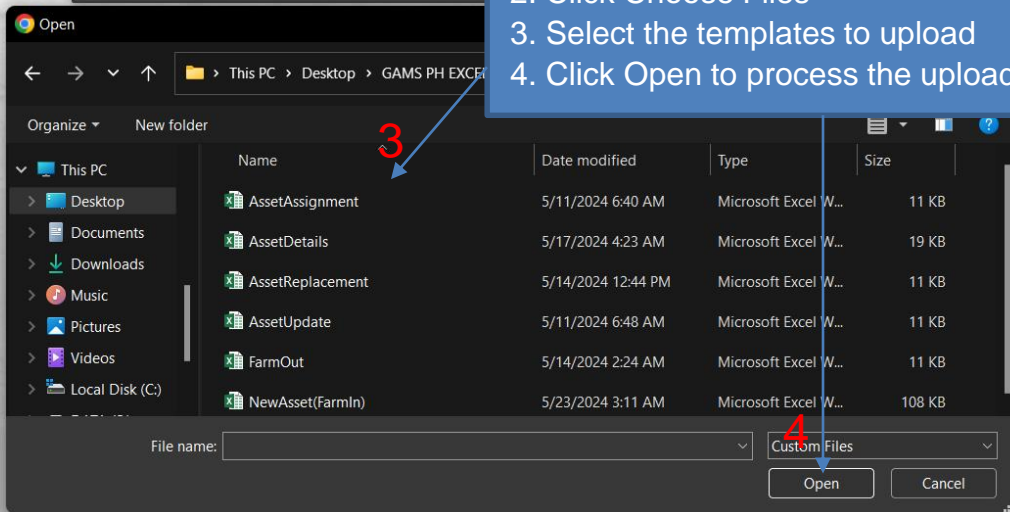 2. Click Choose Files
Open
3. Select the templates to upload
This PC > Desktop > GAMS PH EXCEL
4. Click Open to process the upload
Organize New folder
3
Name Date modified Type Size
This PC
Desktop AssetAssignment 5/11/2024 6:40 AM Microsoft Excel W... 11 KB
Documents AssetDetails 5/17/2024 4:23 AM Microsoft Excel W... 19 KB
Downloads
Music AssetReplacement 5/14/2024 12:44 PM Microsoft Excel W... 11 KB
Pictures AssetUpdate 5/11/2024 6:48 AM Microsoft Excel W... 11 KB
Videos FarmOut 5/14/2024 2:24 AM Microsoft Excel W... 11 KB
Local Disk (C:) NewAsset(FarmIn) 5/23/2024 3:11 AM Microsoft Excel W... 108 KB
4
File name: Custom Files
Open Cancel